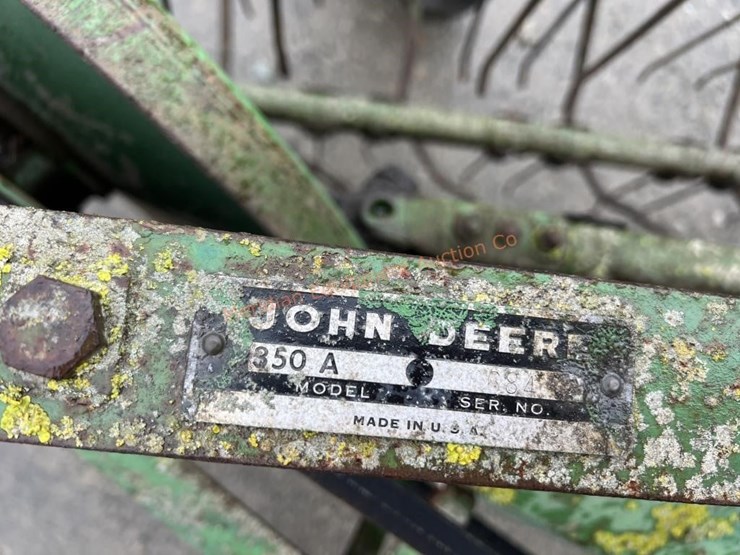 JOHN DEERE
350 A
MODEL SER. NO.
MADE IN U.S.A.